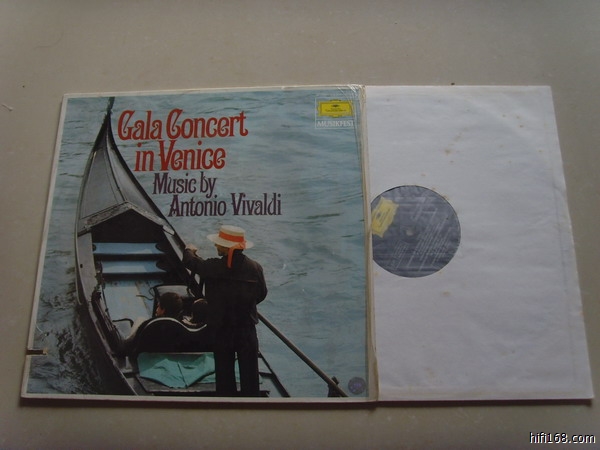 Gala Concert
in Venice
Music by
Antonio Vivaldi
hifi168.com